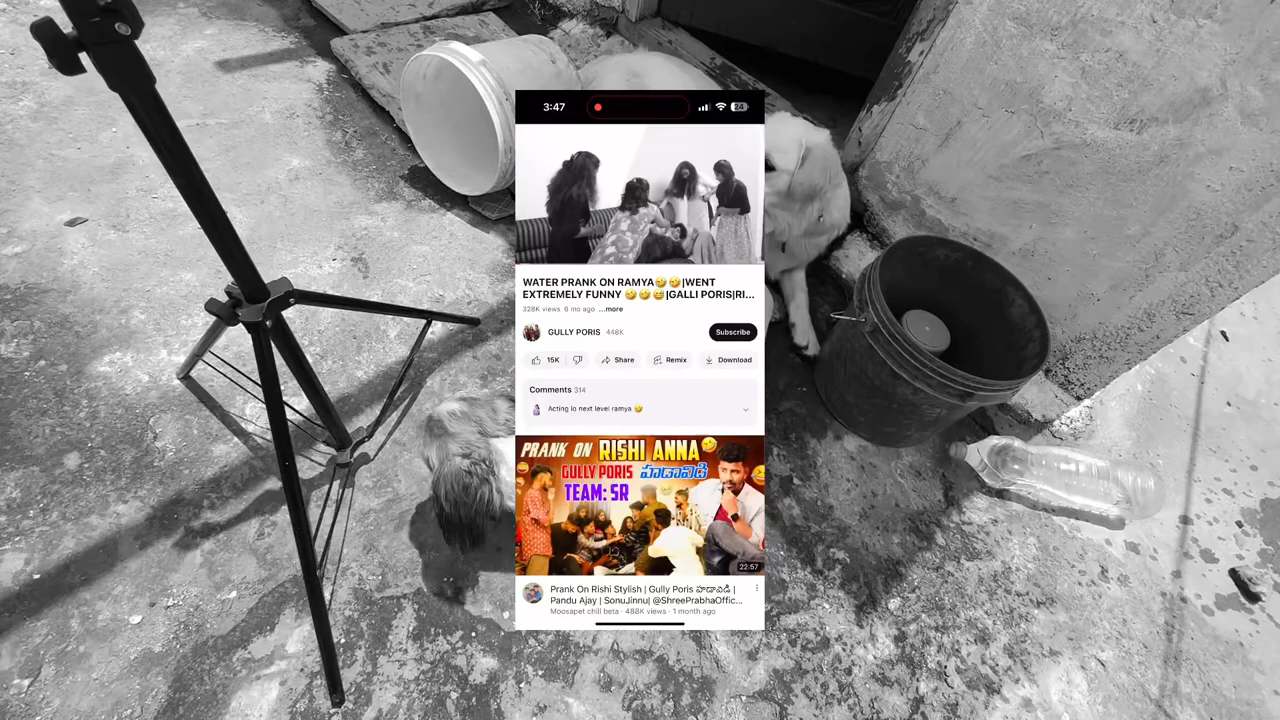 3:47
24
WATER PRANK ON RAMYA🤣🤣|WENT
EXTREMELY FUNNY 🤣🤣🥰|GALLI PORIS|RI...
328K views 6 mo ago ...more
GULLY PORIS 448K
Subscribe
15K
Share
Remix
Download
Comments 314
Acting lo next level ramya 🤣
PRANK ON RISHI ANNA
GULLY PORIS హడావిడి
TEAM: SR
22:57
Prank On Rishi Stylish | Gully Poris హడావిడి |
Pandu Ajay | SonuJinnu| @ShreePrabhaOffic...
Moosapet chill beta · 488K views · 1 month ago